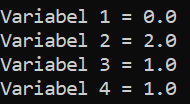 Variabel 1 = 0.0
Variabel 2 = 2.0
Variabel 3 = 1.0
Variabel 4 = 1.0